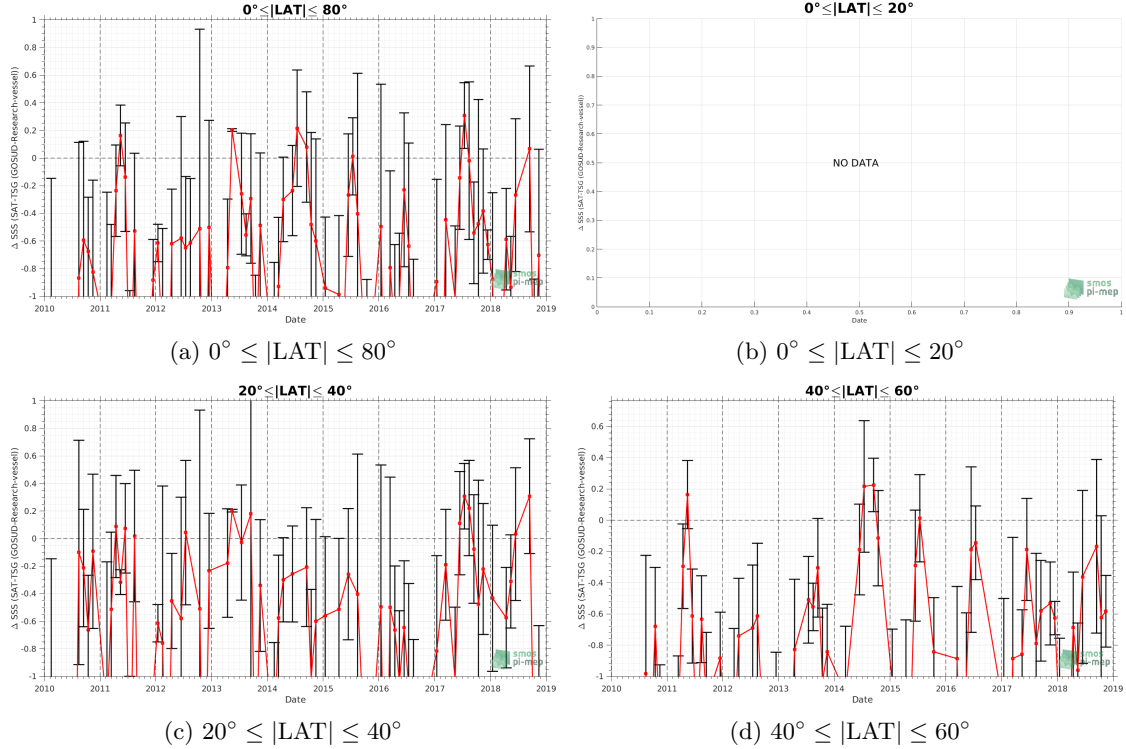 0°≤|LAT|≤ 80°
Δ SSS (SAT-TSG (GOSUD-Research-vessel))
1
0.8
0.6
0.4
0.2
0
-0.2
-0.4
-0.6
-0.8
-1
2010 2011 2012 2013 2014 2015 2016 2017 2018 2019
Date
smos
pi-mep
(a) 0° ≤ |LAT| ≤ 80°
0°≤|LAT|≤ 20°
Δ SSS (SAT-TSG (GOSUD-Research-vessel))
1
0.9
0.8
0.7
0.6
0.5
0.4
0.3
0.2
0.1
0
NO DATA
0 0.1 0.2 0.3 0.4 0.5 0.6 0.7 0.8 0.9 1
Date
smos
pi-mep
(b) 0° ≤ |LAT| ≤ 20°
20°≤|LAT|≤ 40°
Δ SSS (SAT-TSG (GOSUD-Research-vessel))
1
0.8
0.6
0.4
0.2
0
-0.2
-0.4
-0.6
-0.8
-1
2010 2011 2012 2013 2014 2015 2016 2017 2018 2019
Date
smos
pi-mep
(c) 20° ≤ |LAT| ≤ 40°
40°≤|LAT|≤ 60°
Δ SSS (SAT-TSG (GOSUD-Research-vessel))
0.6
0.4
0.2
0
-0.2
-0.4
-0.6
-0.8
-1
2010 2011 2012 2013 2014 2015 2016 2017 2018 2019
Date
smos
pi-mep
(d) 40° ≤ |LAT| ≤ 60°